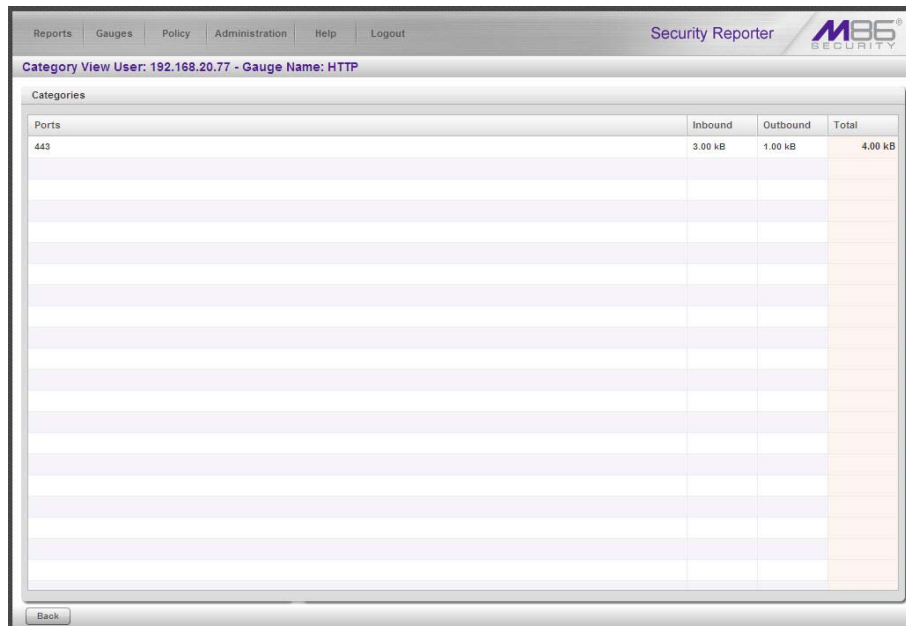 Reports Gauges Policy Administration Help Logout Security Reporter M86® SECURITY
Category View User: 192.168.20.77 - Gauge Name: HTTP
Categories
Ports Inbound Outbound Total
443 3.00 kB 1.00 kB 4.00 kB
Back